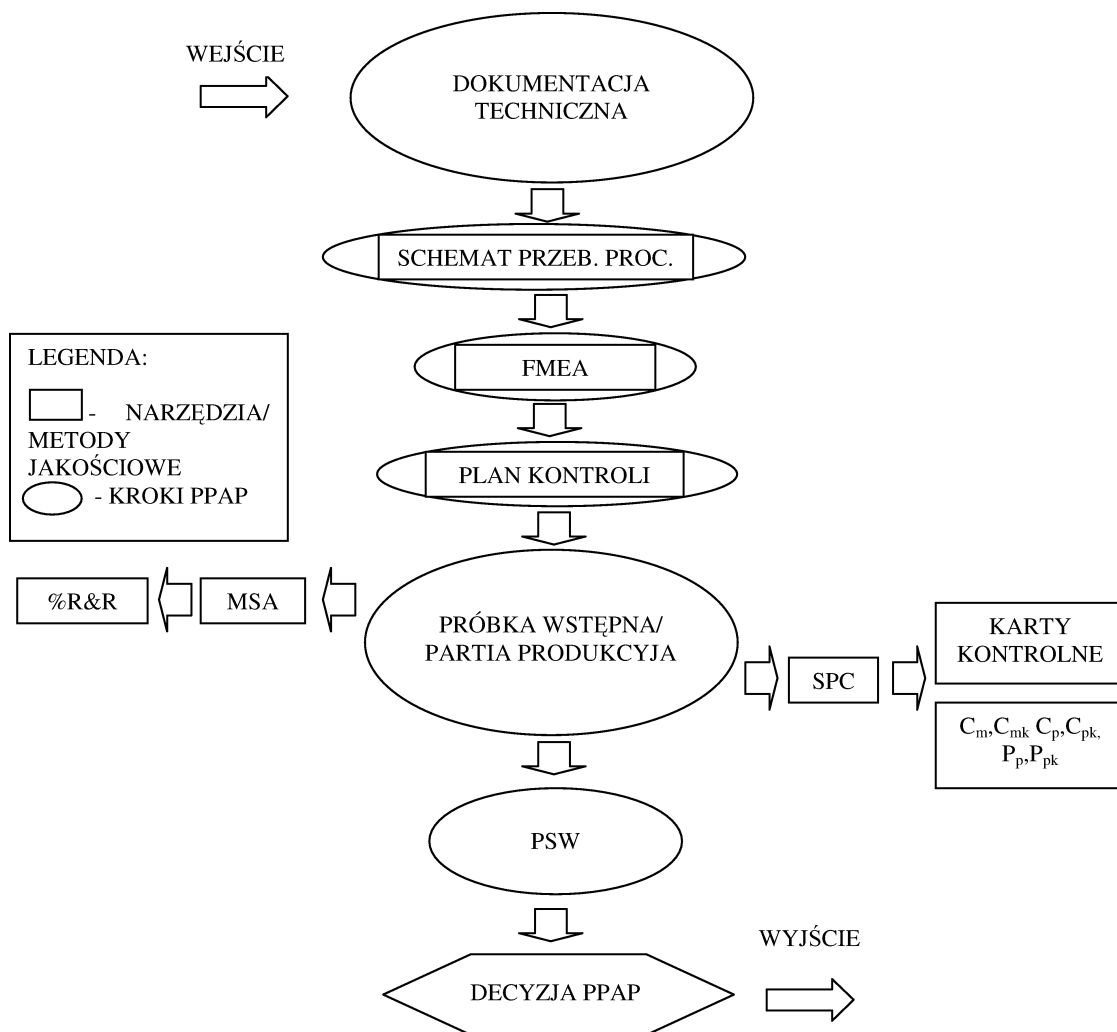 WEJŚCIE
DOKUMENTACJA
TECHNICZNA
SCHEMAT PRZEB. PROC.
FMEA
LEGENDA:
- NARZĘDZIA/
METODY
JAKOŚCIOWE
- KROKI PPAP
PLAN KONTROLI
%R&R
MSA
PRÓBKA WSTĘPNA/
PARTIA PRODUKCYJA
SPC
KARTY
KONTROLNE
Cm,Cmk Cp,Cpk,
Pp,Ppk
PSW
DECYZJA PPAP
WYJŚCIE